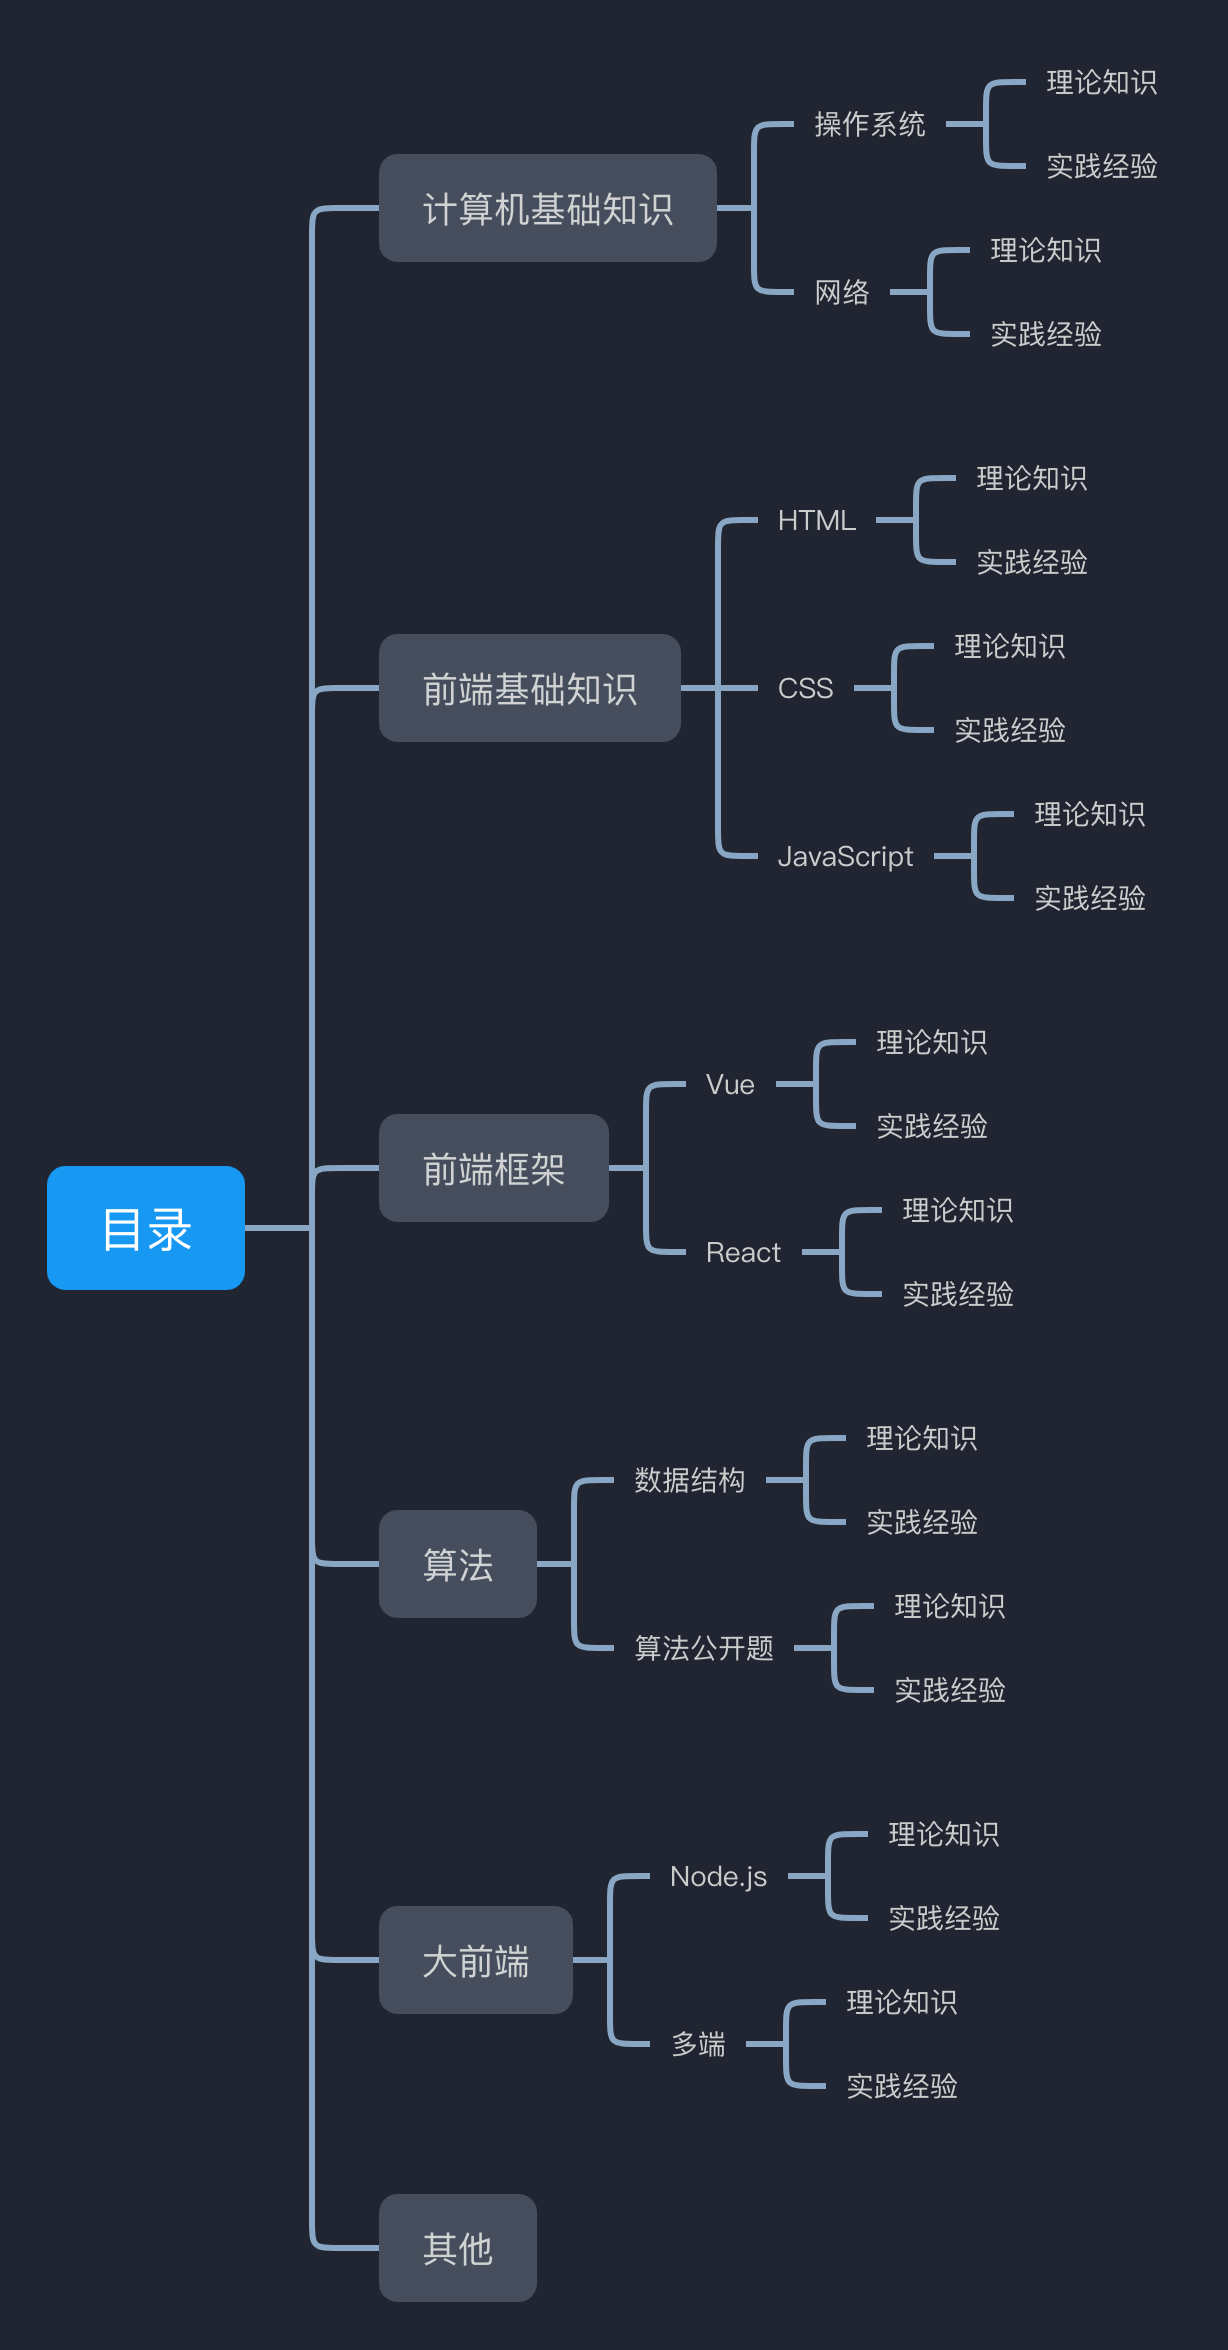 目录
计算机基础知识
操作系统
理论知识
实践经验
网络
理论知识
实践经验
前端基础知识
HTML
理论知识
实践经验
CSS
理论知识
实践经验
JavaScript
理论知识
实践经验
前端框架
Vue
理论知识
实践经验
React
理论知识
实践经验
算法
数据结构
理论知识
实践经验
算法公开题
理论知识
实践经验
大前端
Node.js
理论知识
实践经验
多端
理论知识
实践经验
其他